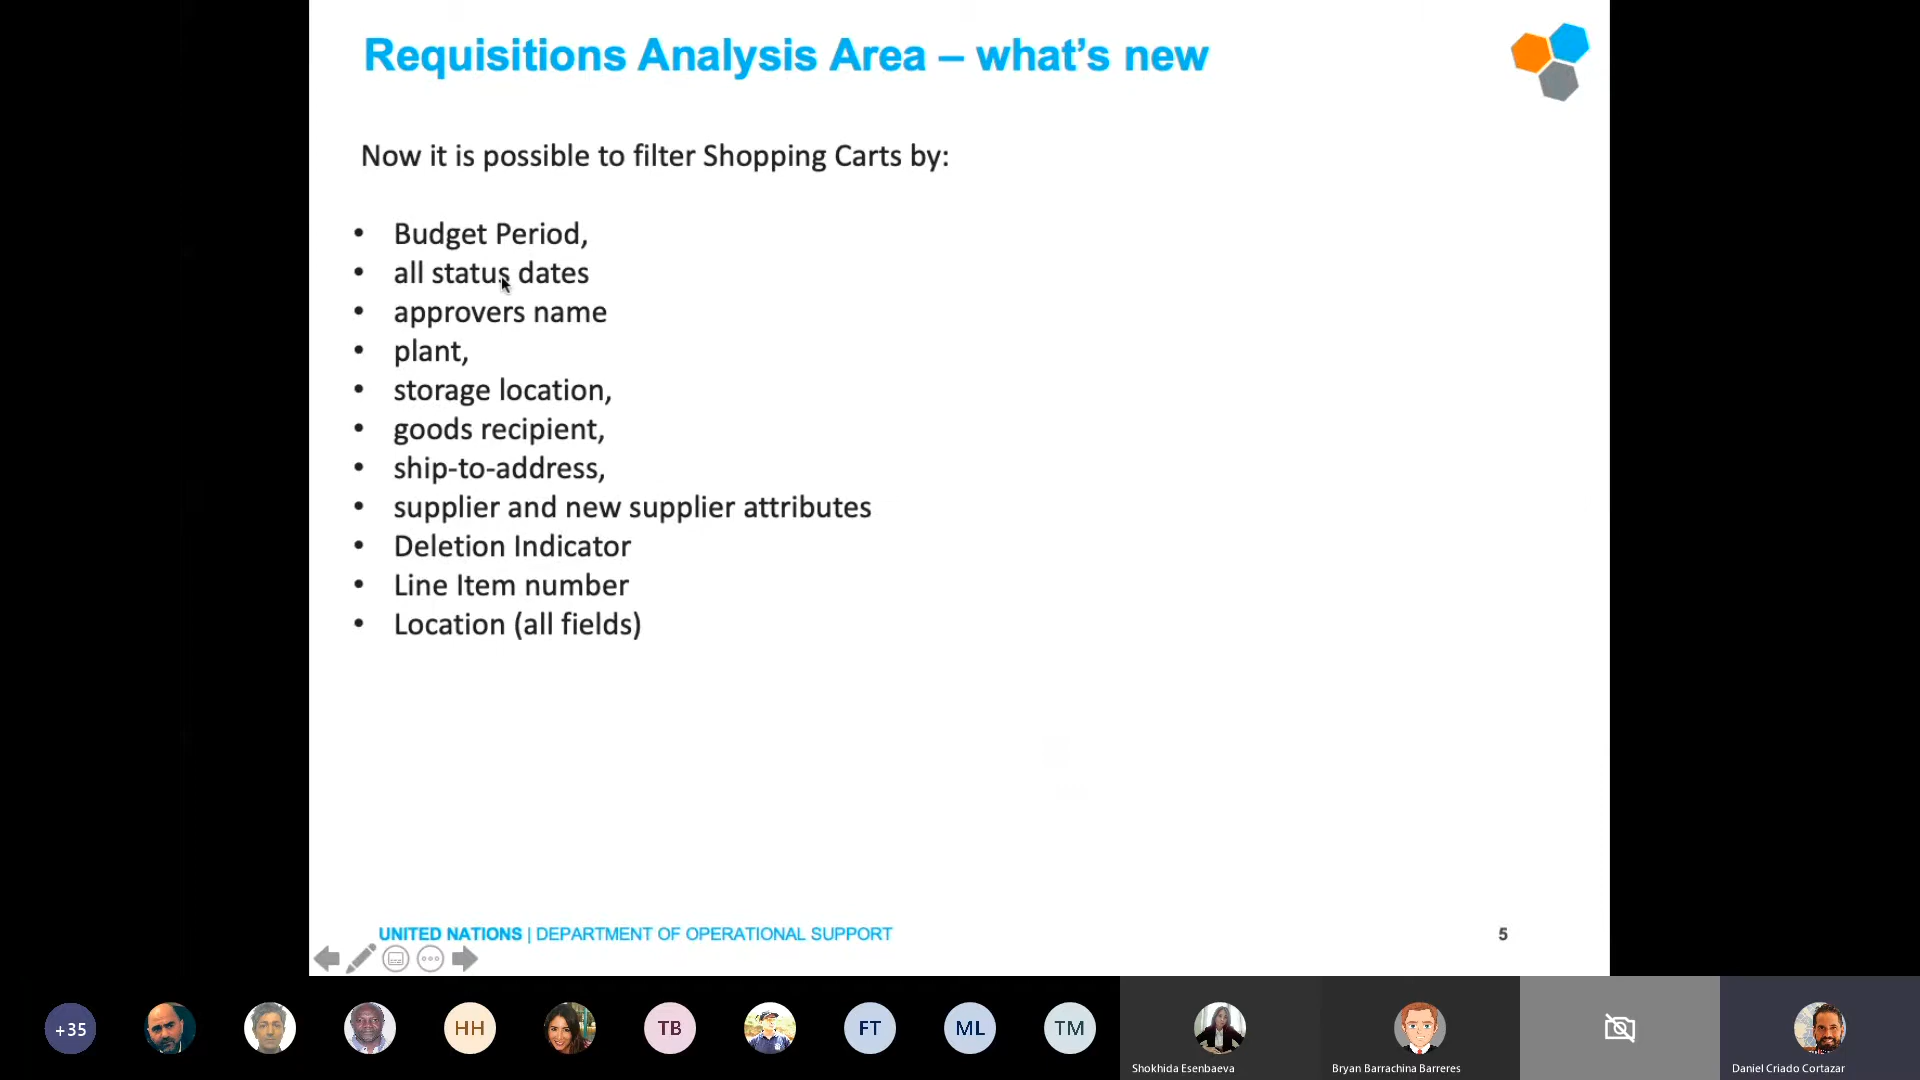 Requisitions Analysis Area – what's new
Now it is possible to filter Shopping Carts by:
• Budget Period,
• all status dates
• approvers name
• plant,
• storage location,
• goods recipient,
• ship-to-address,
• supplier and new supplier attributes
• Deletion Indicator
• Line Item number
• Location (all fields)
UNITED NATIONS | DEPARTMENT OF OPERATIONAL SUPPORT
5
+35
HH
TB
FT
ML
TM
Shokhida Esenbaeva
Bryan Barrachina Barreres
Daniel Criado Cortazar